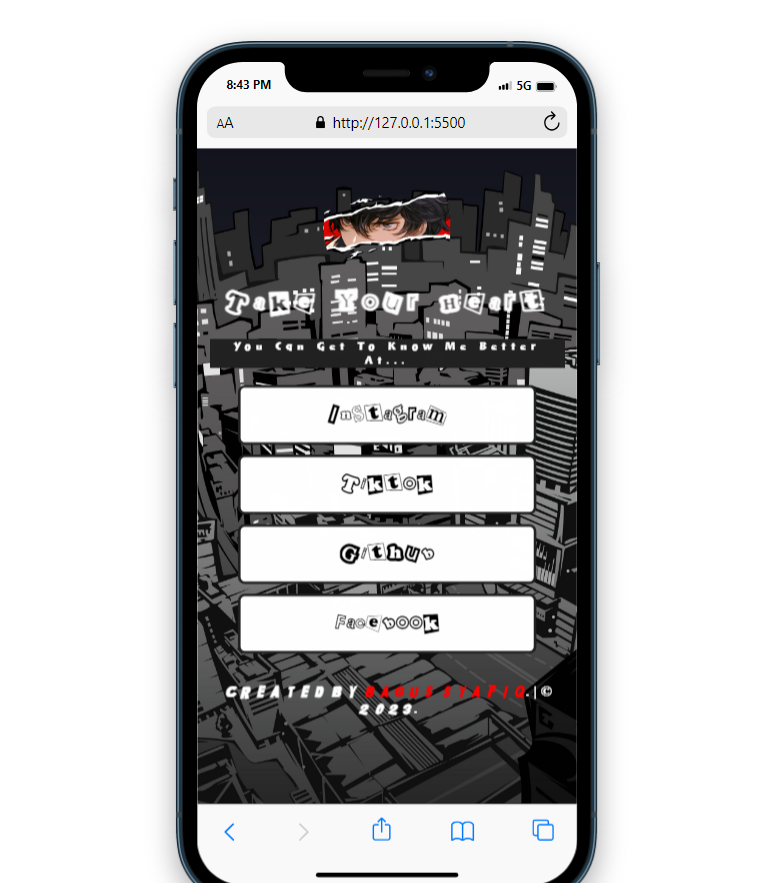 8:43 PM 5G
AA http://127.0.0.1:5500
Take Your Heart
You Can Get To Know Me Better
At...
Instagram
Tiktok
Github
Facebook
CREATED BY BAGUS SYAFIQ. | ©
2023.